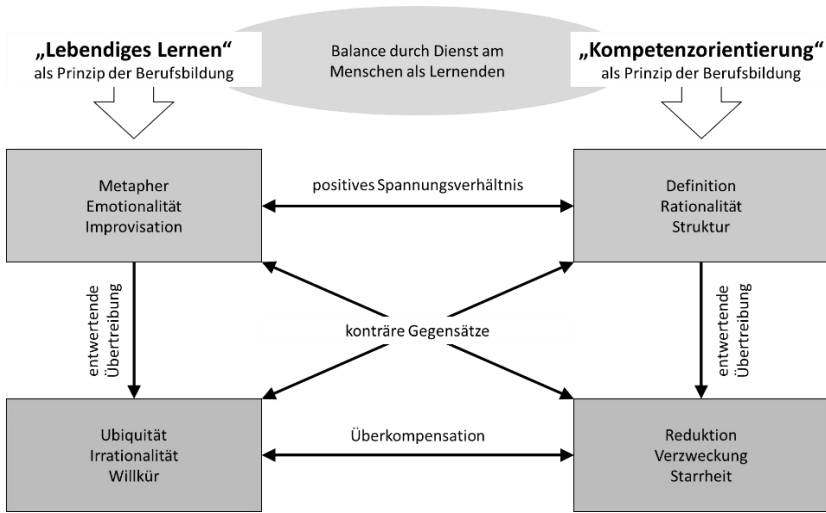 „Lebendiges Lernen“
als Prinzip der Berufsbildung
Balance durch Dienst am
Menschen als Lernenden
„Kompetenzorientierung“
als Prinzip der Berufsbildung
Metapher
Emotionalität
Improvisation
positives Spannungsverhältnis
Definition
Rationalität
Struktur
entwertende
Übertreibung
konträre Gegensätze
entwertende
Übertreibung
Ubiquität
Irrationalität
Willkür
Überkompensation
Reduktion
Verzweckung
Starrheit